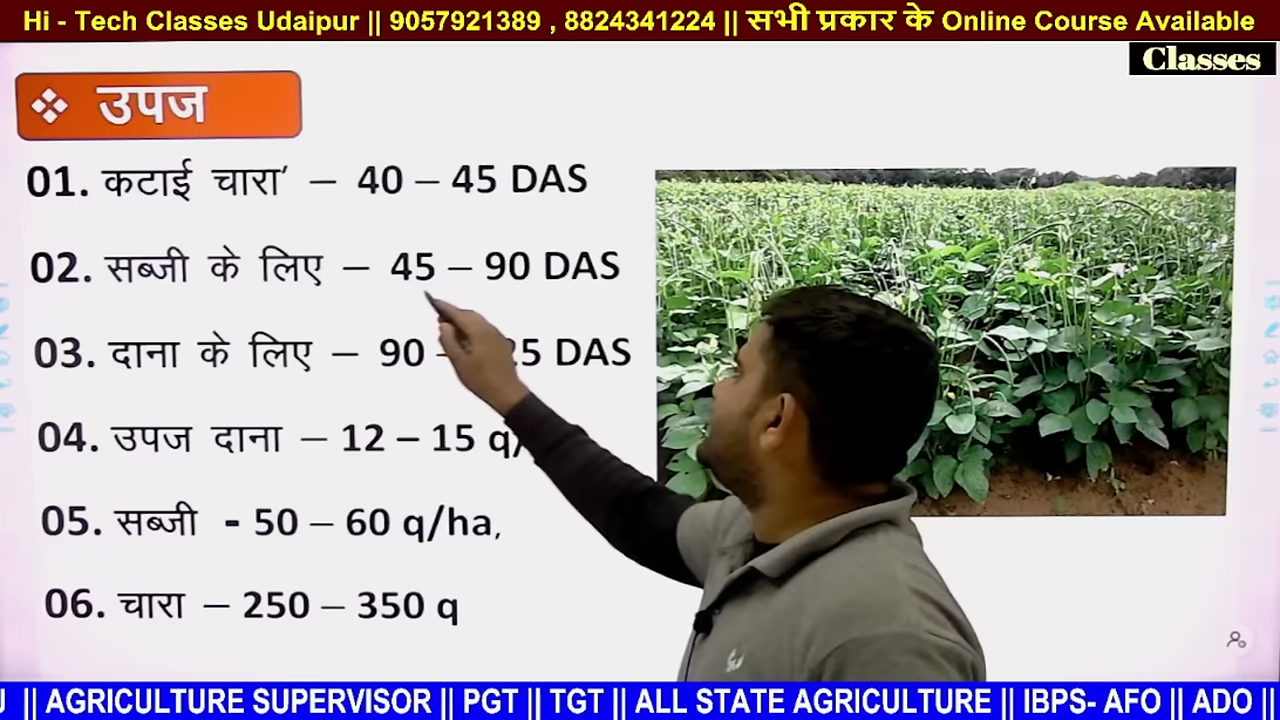 Hi - Tech Classes Udaipur || 9057921389 , 8824341224 || सभी प्रकार के Online Course Available
Classes
❖ उपज
01. कटाई चारा’ – 40 – 45 DAS
02. सब्जी के लिए – 45 – 90 DAS
03. दाना के लिए – 90 – 25 DAS
04. उपज दाना – 12 – 15 q/
05. सब्जी - 50 – 60 q/ha,
06. चारा – 250 – 350 q
|| AGRICULTURE SUPERVISOR || PGT || TGT || ALL STATE AGRICULTURE || IBPS- AFO || ADO ||